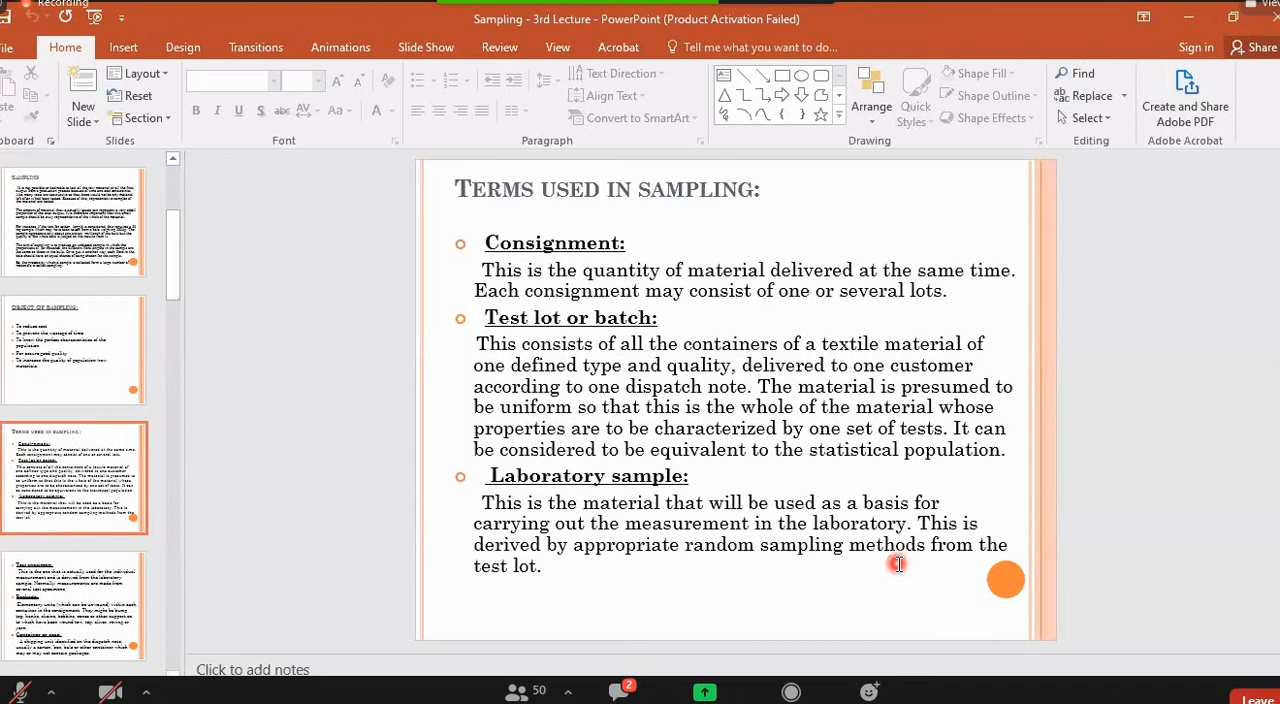 Recording
View
Sampling - 3rd Lecture - PowerPoint (Product Activation Failed)
File Home Insert Design Transitions Animations Slide Show Review View Acrobat Tell me what you want to do... Sign in Share
Layout
Reset
Section
New
Slide
Text Direction
Align Text
Convert to SmartArt
Arrange
Quick
Styles
Shape Fill
Shape Outline
Shape Effects
Find
Replace
Select
Create and Share
Adobe PDF
Slides Font Paragraph Drawing Editing Adobe Acrobat
TERMS USED IN SAMPLING:
Consignment:
This is the quantity of material delivered at the same time.
Each consignment may consist of one or several lots.
Test lot or batch:
This consists of all the containers of a textile material of
one defined type and quality, delivered to one customer
according to one dispatch note. The material is presumed to
be uniform so that this is the whole of the material whose
properties are to be characterized by one set of tests. It can
be considered to be equivalent to the statistical population.
Laboratory sample:
This is the material that will be used as a basis for
carrying out the measurement in the laboratory. This is
derived by appropriate random sampling methods from the
test lot.
Click to add notes
50
2
Leave